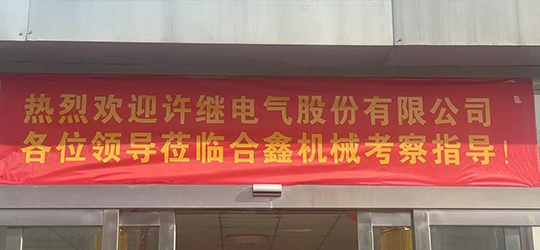 热烈欢迎许继电气股份有限公司
各位领导莅临合鑫机械考察指导！